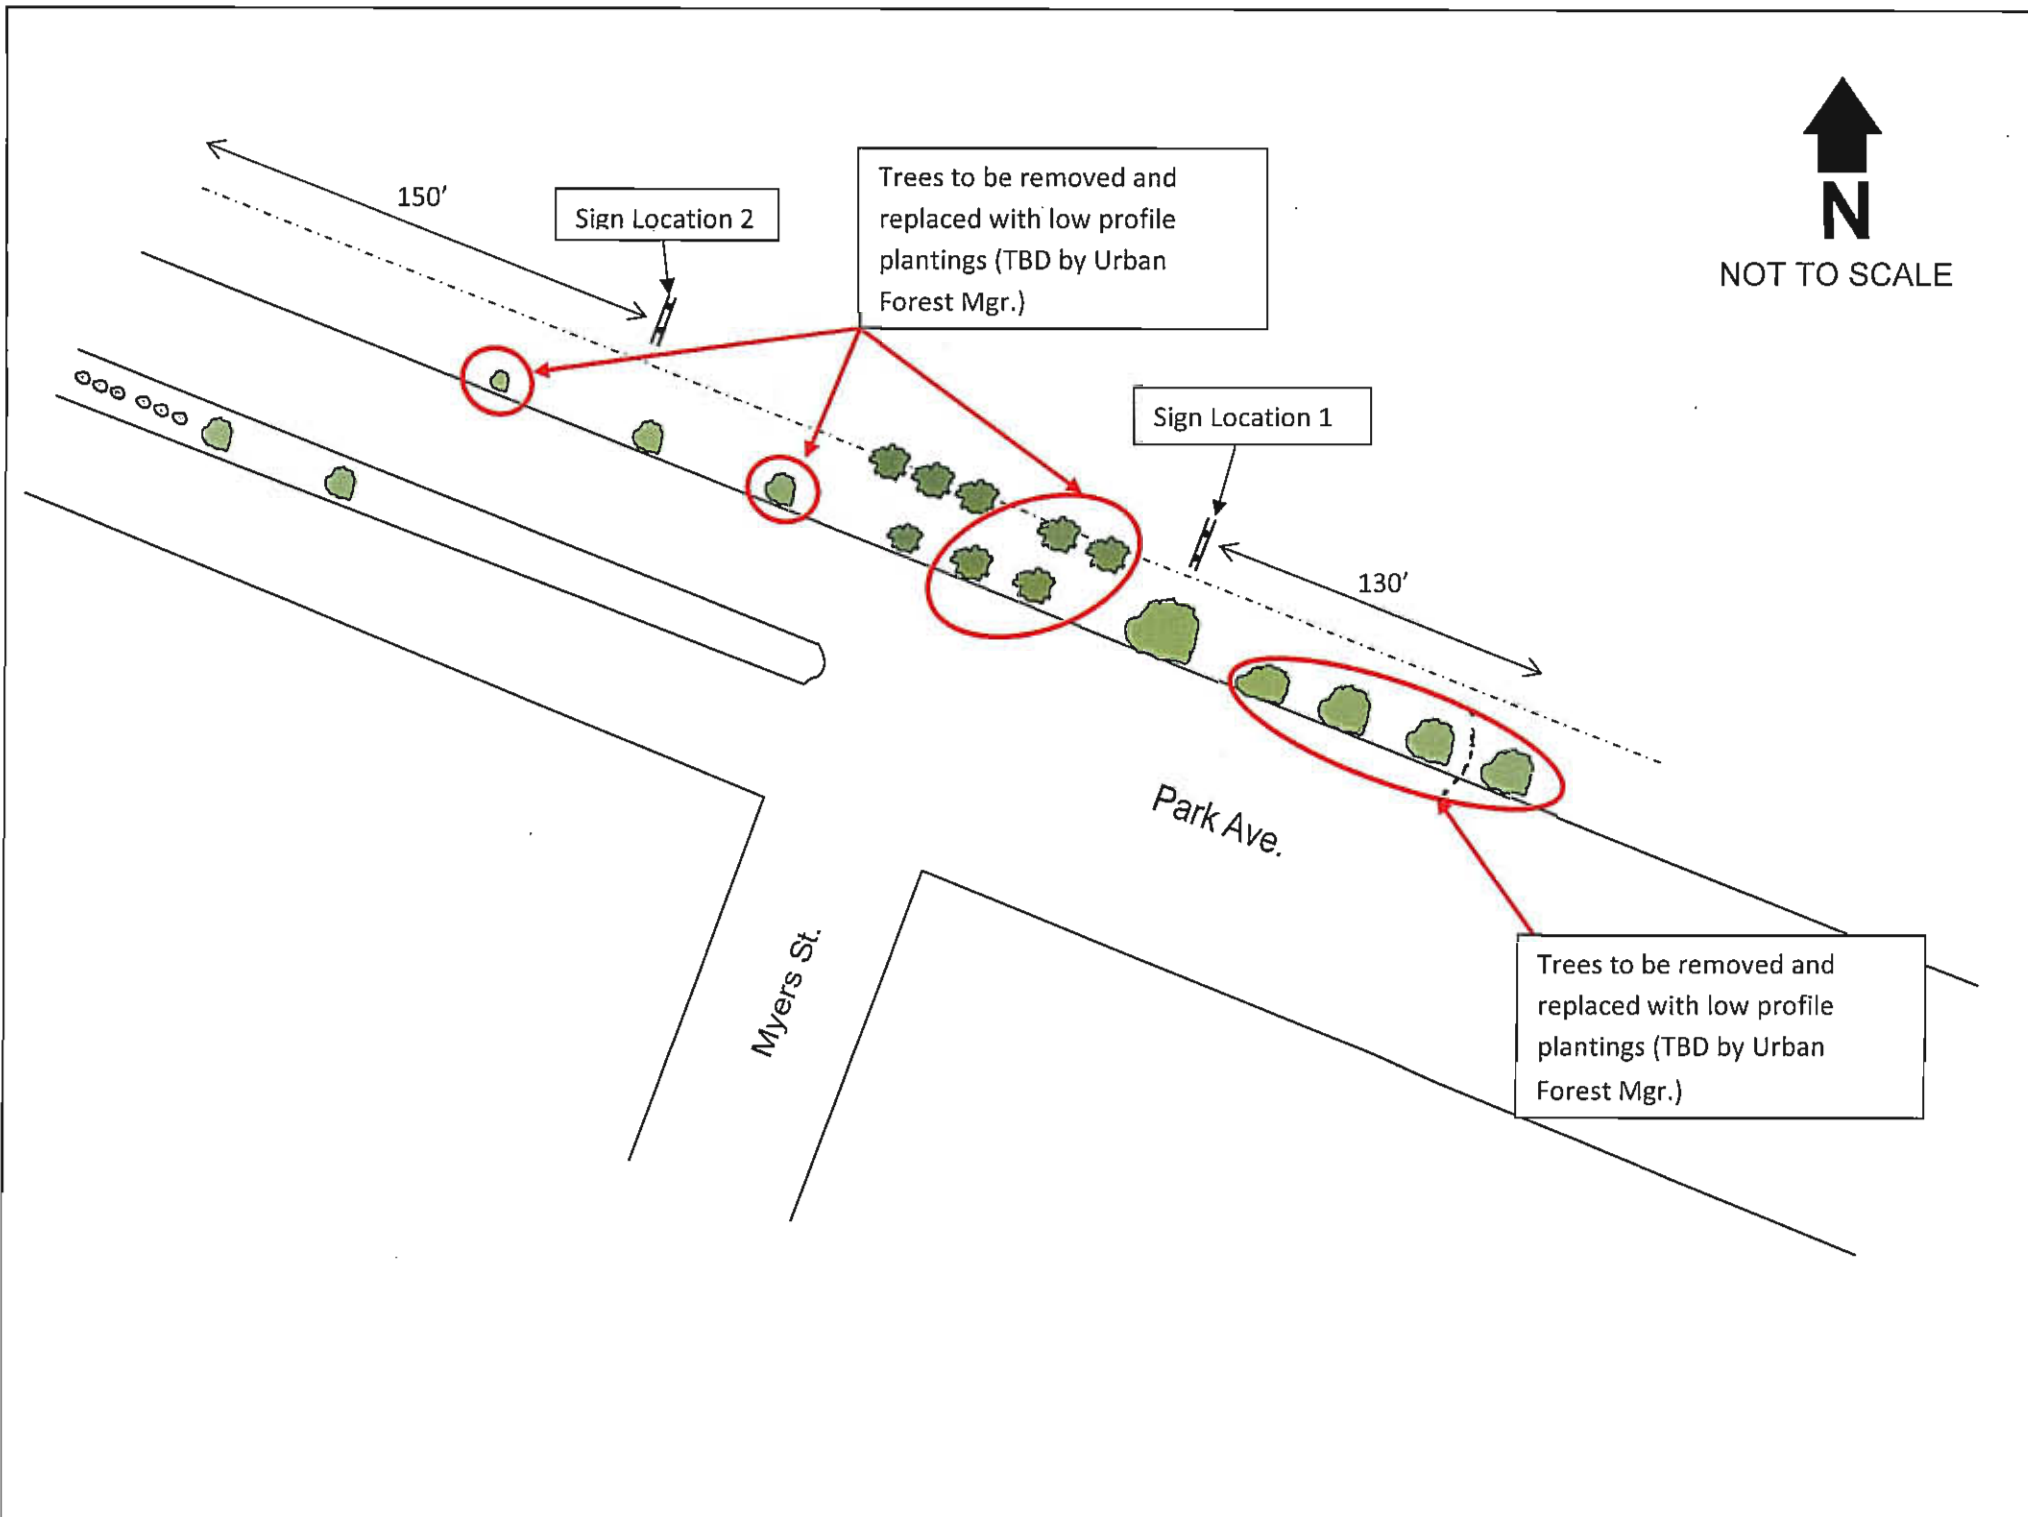 150'
Sign Location 2
Trees to be removed and
replaced with low profile
plantings (TBD by Urban
Forest Mgr.)
N
NOT TO SCALE
Sign Location 1
130'
Park Ave.
Myers St.
Trees to be removed and
replaced with low profile
plantings (TBD by Urban
Forest Mgr.)